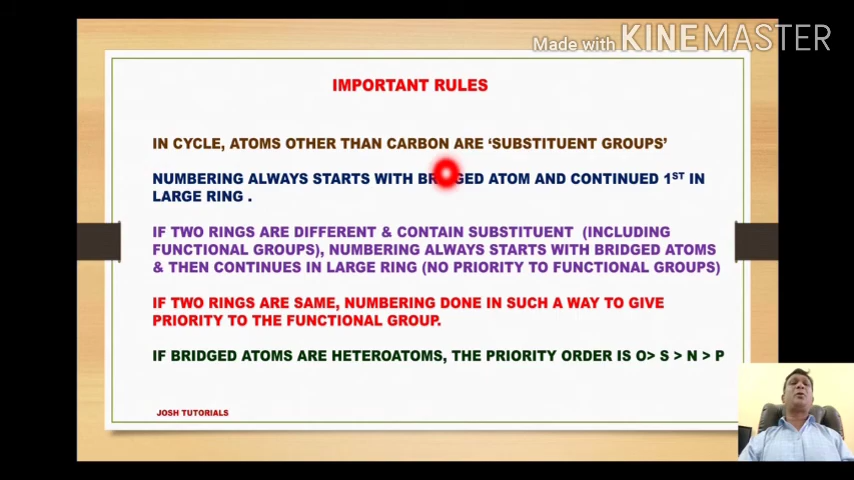 Made with KINEMASTER
IMPORTANT RULES
IN CYCLE, ATOMS OTHER THAN CARBON ARE ‘SUBSTITUENT GROUPS’
NUMBERING ALWAYS STARTS WITH BRIDGED ATOM AND CONTINUED 1ST IN
LARGE RING .
IF TWO RINGS ARE DIFFERENT & CONTAIN SUBSTITUENT (INCLUDING
FUNCTIONAL GROUPS), NUMBERING ALWAYS STARTS WITH BRIDGED ATOMS
& THEN CONTINUES IN LARGE RING (NO PRIORITY TO FUNCTIONAL GROUPS)
IF TWO RINGS ARE SAME, NUMBERING DONE IN SUCH A WAY TO GIVE
PRIORITY TO THE FUNCTIONAL GROUP.
IF BRIDGED ATOMS ARE HETEROATOMS, THE PRIORITY ORDER IS O> S > N > P
JOSH TUTORIALS